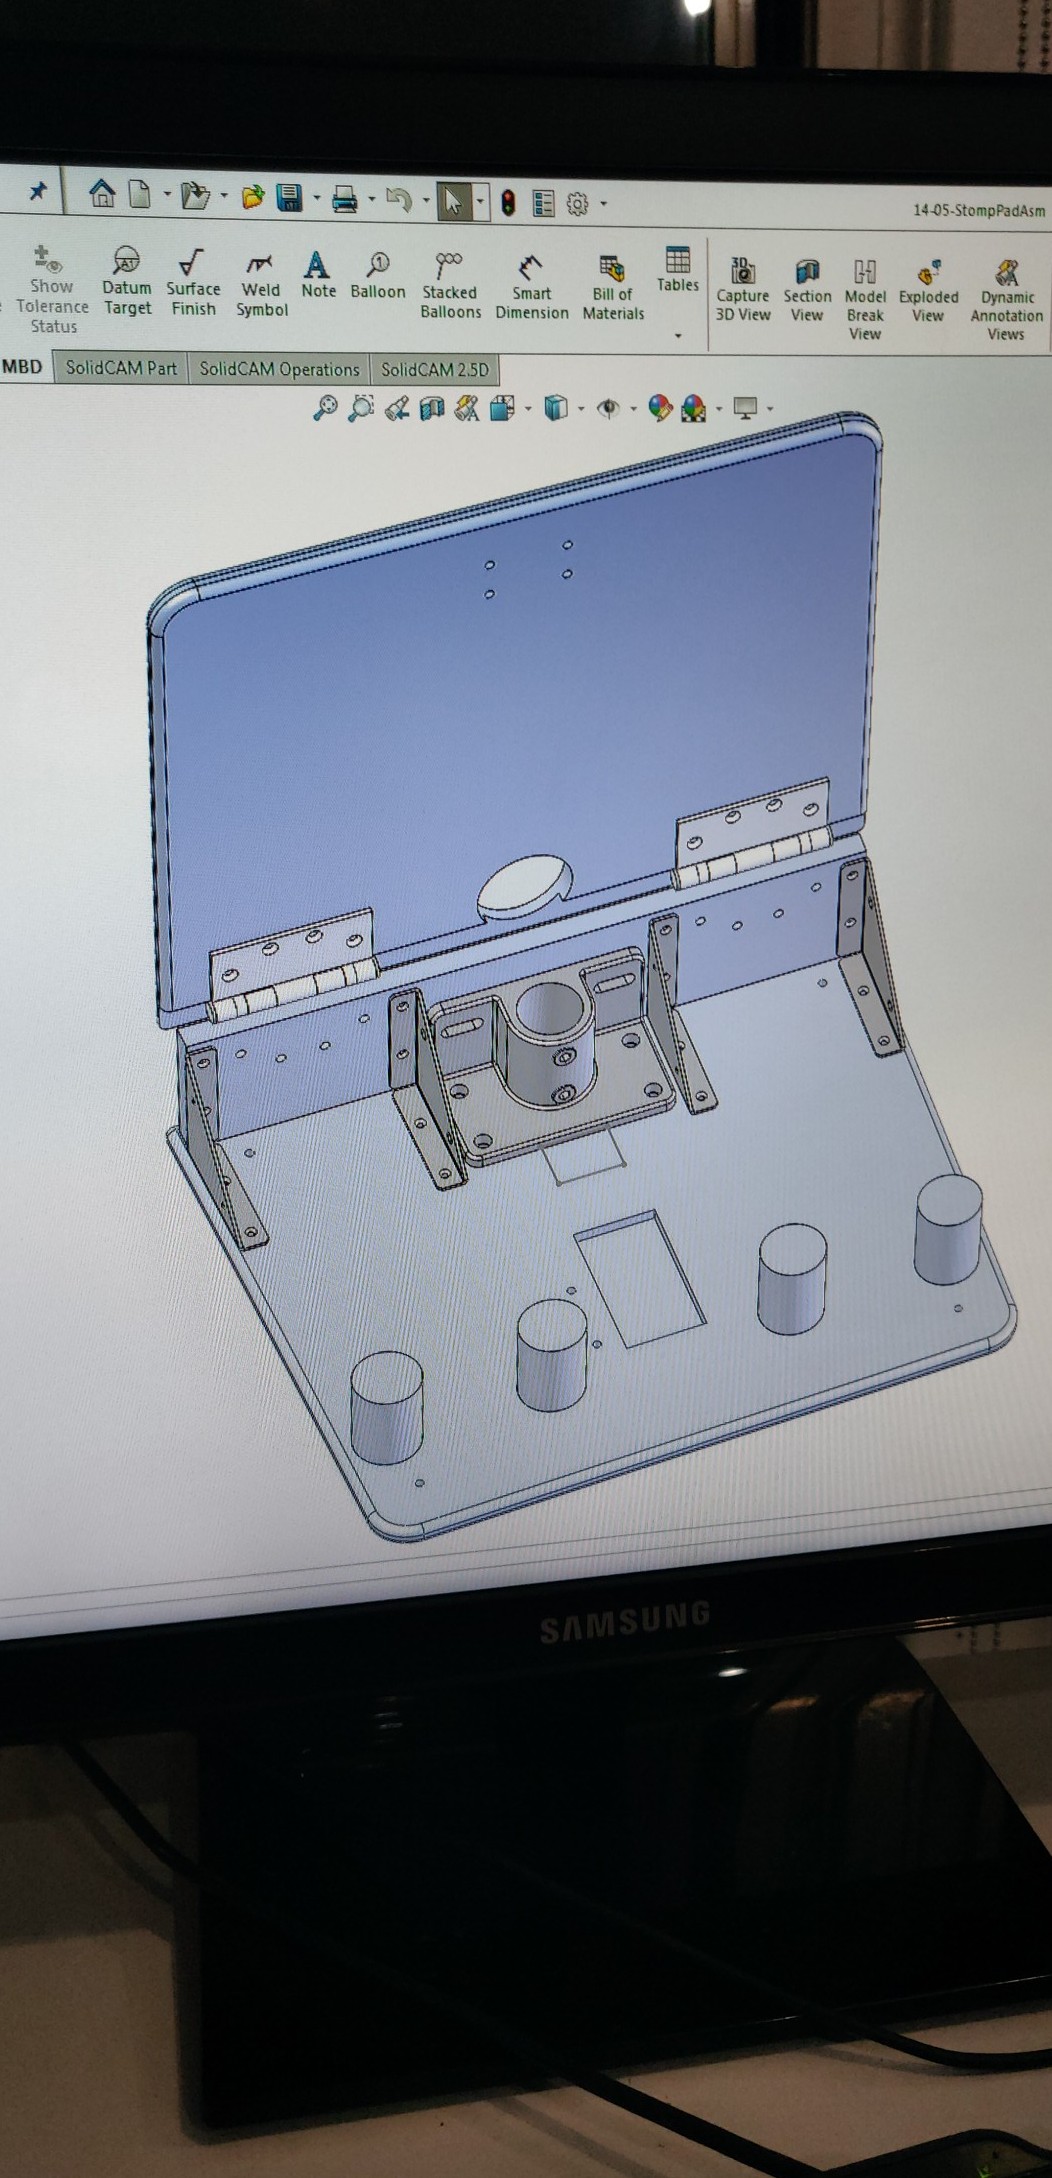 14-05-StompPadAsm
Show
Tolerance
Status
Datum
Target
Surface
Finish
Weld
Symbol
Note
Balloon
Stacked
Balloons
Smart
Dimension
Bill of
Materials
Tables
Capture
3D View
Section
View
Model
Break
View
Exploded
View
Dynamic
Annotation
Views
MBD
SolidCAM Part
SolidCAM Operations
SolidCAM 2.5D
SAMSUNG